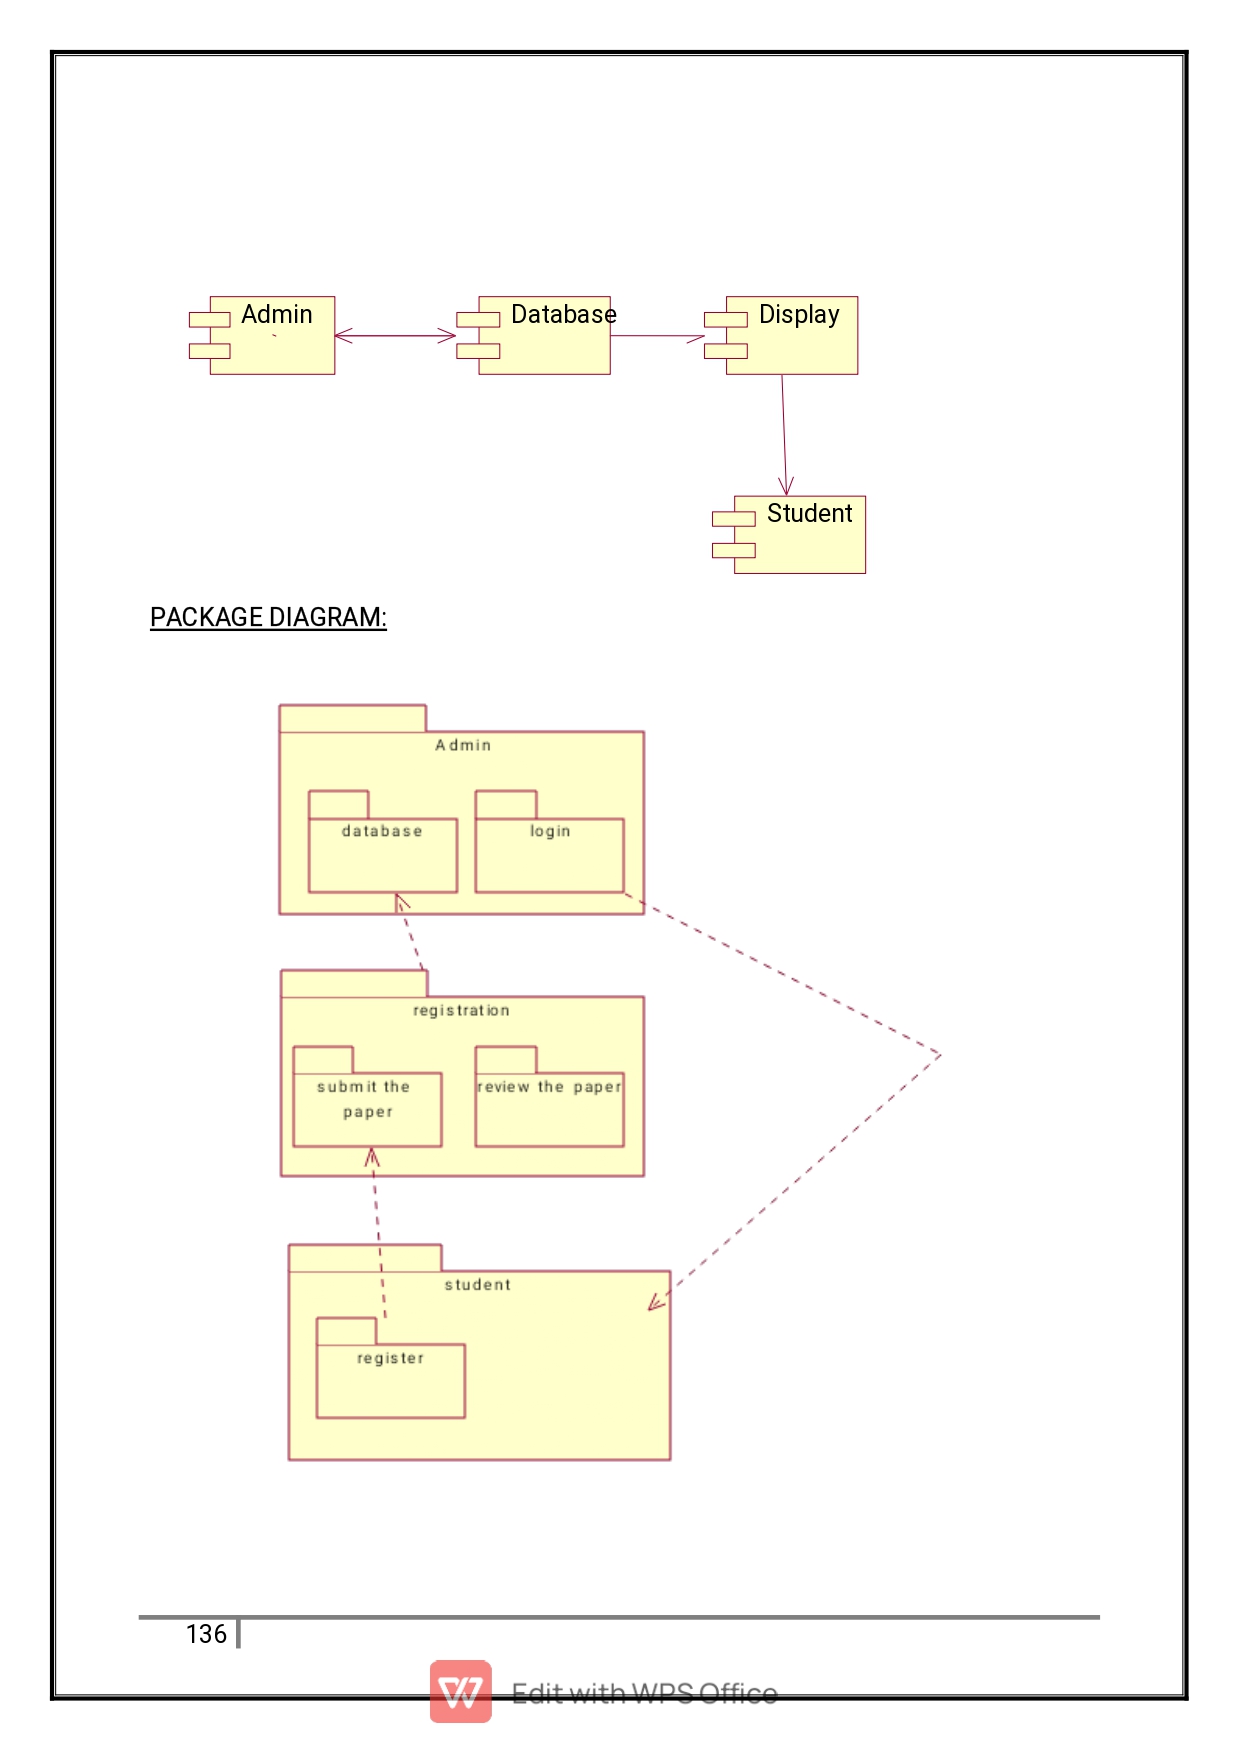 Admin
Database
Display
Student
PACKAGE DIAGRAM:
Admin
database
login
registration
submit the
paper
review the paper
student
register
136
Edit with WPS Office